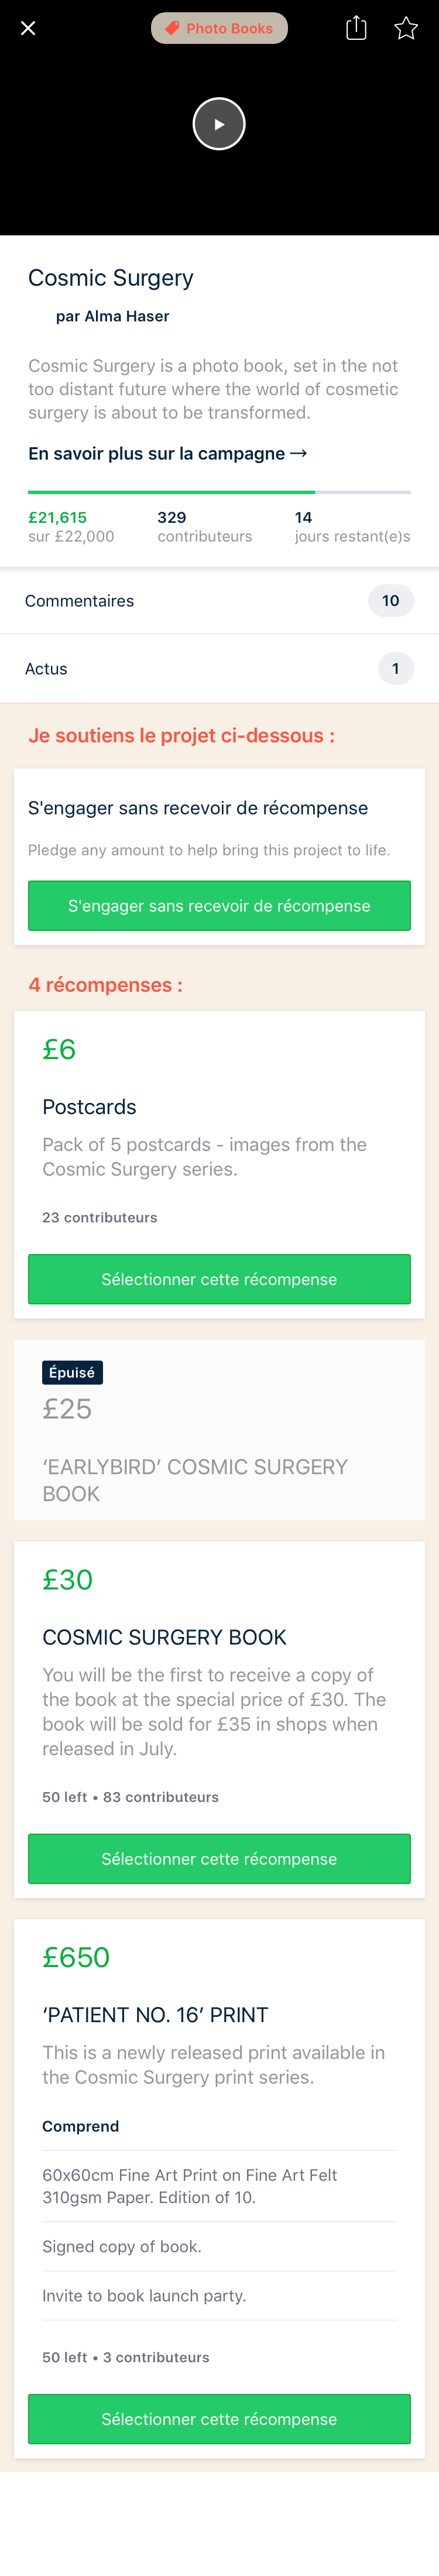 Photo Books
Cosmic Surgery
par Alma Haser
Cosmic Surgery is a photo book, set in the not
too distant future where the world of cosmetic
surgery is about to be transformed.
En savoir plus sur la campagne
£21,615
sur £22,000
329
contributeurs
14
jours restant(e)s
Commentaires
10
Actus
1
Je soutiens le projet ci-dessous :
S'engager sans recevoir de récompense
Pledge any amount to help bring this project to life.
S'engager sans recevoir de récompense
4 récompenses :
£6
Postcards
Pack of 5 postcards - images from the
Cosmic Surgery series.
23 contributeurs
Sélectionner cette récompense
Épuisé
£25
‘EARLYBIRD’ COSMIC SURGERY
BOOK
£30
COSMIC SURGERY BOOK
You will be the first to receive a copy of
the book at the special price of £30. The
book will be sold for £35 in shops when
released in July.
50 left • 83 contributeurs
Sélectionner cette récompense
£650
‘PATIENT NO. 16’ PRINT
This is a newly released print available in
the Cosmic Surgery print series.
Comprend
60x60cm Fine Art Print on Fine Art Felt
310gsm Paper. Edition of 10.
Signed copy of book.
Invite to book launch party.
50 left • 3 contributeurs
Sélectionner cette récompense